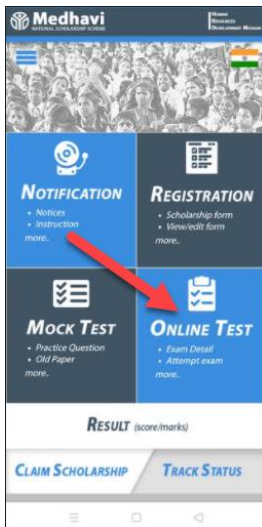 Medhavi
NATIONAL SCHOLARSHIP SCHEME
HUMAN
RESOURCES
DEVELOPMENT MISSION
NOTIFICATION
• Notices
• Instruction
more..
REGISTRATION
• Scholarship form
• View/edit form
more..
MOCK TEST
• Practice Question
• Old Paper
more..
ONLINE TEST
• Exam Detail
• Attempt exam
more..
RESULT (score/marks)
CLAIM SCHOLARSHIP
TRACK STATUS